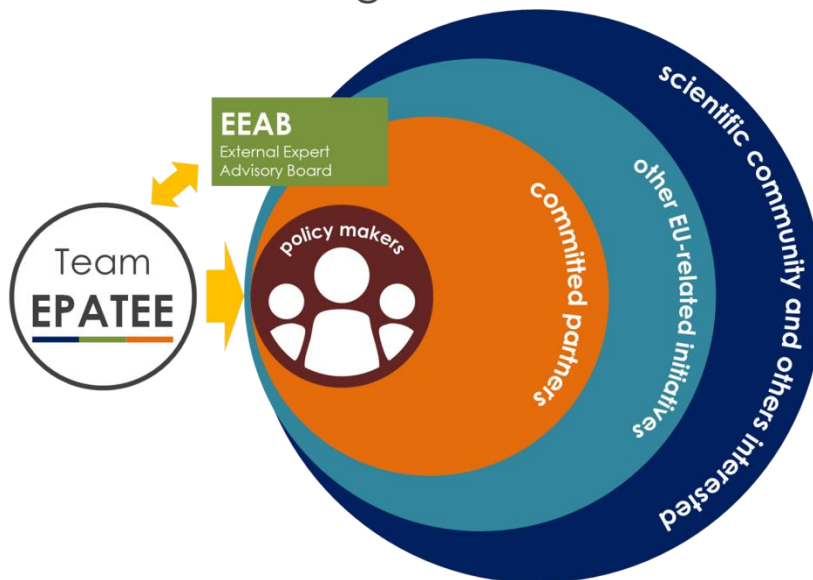 EEAB
External Expert
Advisory Board
Team
EPATEE
policy makers
committed partners
other EU-related initiatives
scientific community and others interested